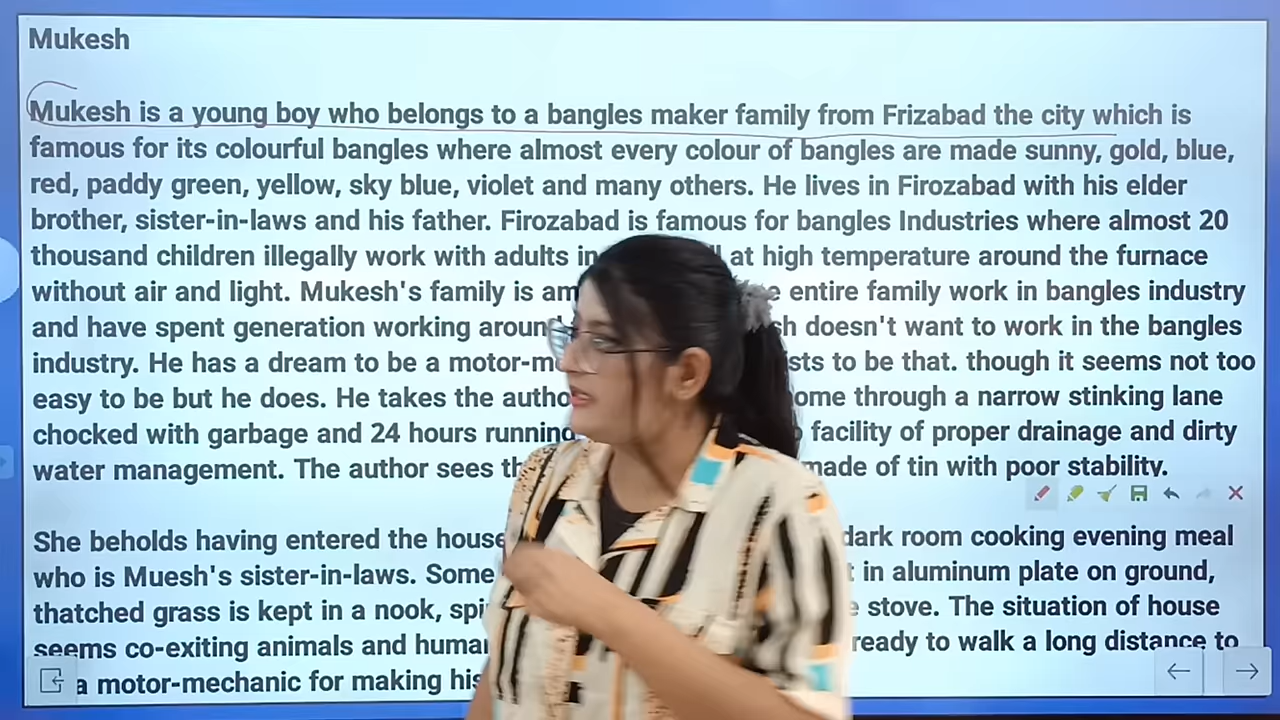 Mukesh
Mukesh is a young boy who belongs to a bangles maker family from Frizabad the city which is
famous for its colourful bangles where almost every colour of bangles are made sunny, gold, blue,
red, paddy green, yellow, sky blue, violet and many others. He lives in Firozabad with his elder
brother, sister-in-laws and his father. Firozabad is famous for bangles Industries where almost 20
thousand children illegally work with adults in at high temperature around the furnace
without air and light. Mukesh's family is entire family work in bangles industry
and have spent generation working doesn't want to work in the bangles
industry. He has a dream to be a to be that. though it seems not too
easy to be but he does. He takes the through a narrow stinking lane
chocked with garbage and 24 hours running facility of proper drainage and dirty
water management. The author sees made of tin with poor stability.
She beholds having entered the house dark room cooking evening meal
who is Muesh's sister-in-laws. Some in aluminum plate on ground,
thatched grass is kept in a nook, stove. The situation of house
seems co-exiting animals and ready to walk a long distance to
a motor-mechanic for making his